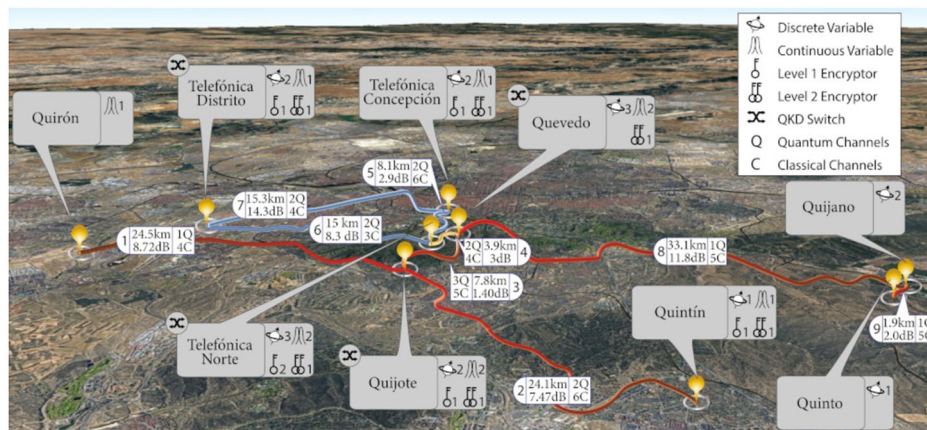 Discrete Variable
Continuous Variable
Level 1 Encryptor
Level 2 Encryptor
QKD Switch
Q Quantum Channels
C Classical Channels
Quirón
1
Telefónica
Distrito
2 1
1 1
Telefónica
Concepción
2 1
1 1
Quevedo
3 2
1
Quijano
2
5 8.1km 2Q
2.9dB 6C
7 15.3km 2Q
14.3dB 4C
6 15 km 2Q
8.3 dB 3C
1 24.5km 1Q
8.72dB 4C
2Q 3.9km 4
4C 3dB
3Q 7.8km 3
5C 1.40dB
8 33.1km 1Q
11.8dB 5C
1.9km
9 2.0dB
Telefónica
Norte
3 2
2 1
Quijote
2 2
1 1
Quintín
1 1
1 1
2 24.1km 2Q
7.47dB 6C
Quinto
1